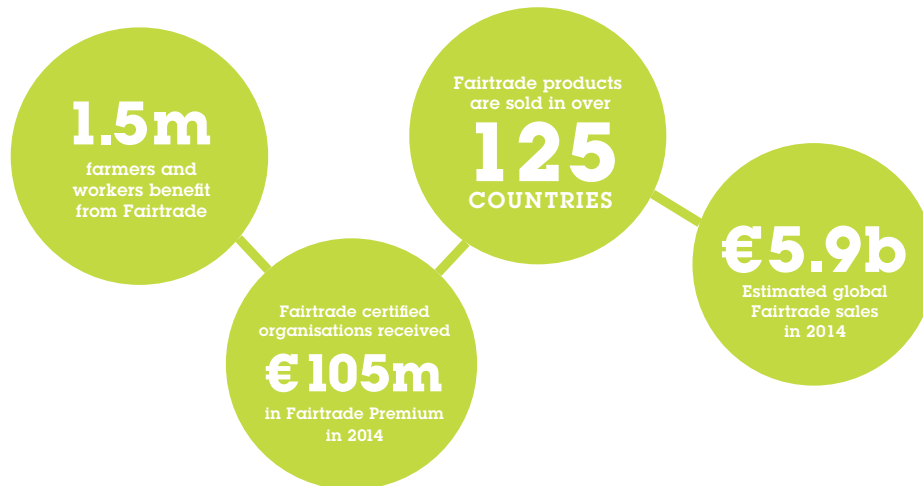 1.5m
farmers and
workers benefit
from Fairtrade
Fairtrade certified
organisations received
€105m
in Fairtrade Premium
in 2014
Fairtrade products
are sold in over
125
COUNTRIES
€5.9b
Estimated global
Fairtrade sales
in 2014